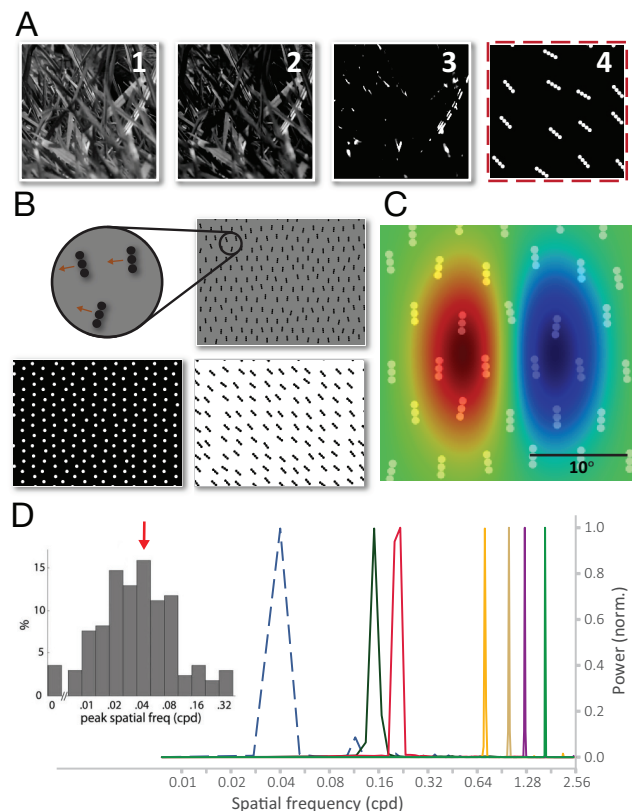 A
1 2 3 4
B
C
10°
D
15
10
5
0
%
0 .01 .02 .04 .08 .16 .32
peak spatial freq (cpd)
1.0
0.8
0.6
0.4
0.2
0.0
Power (norm.)
0.01 0.02 0.04 0.08 0.16 0.32 0.64 1.28 2.56
Spatial frequency (cpd)